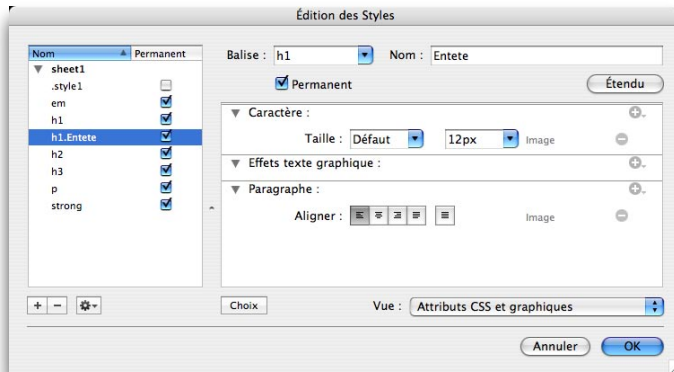 Édition des Styles
Nom Permanent
sheet1
.style1
em
h1
h1.Entete
h2
h3
p
strong
Balise : h1 Nom : Entete
Permanent Étendu
Caractère :
Taille : Défaut 12px Image
Effets texte graphique :
Paragraphe :
Aligner : Image
Choix Vue : Attributs CSS et graphiques
Annuler OK